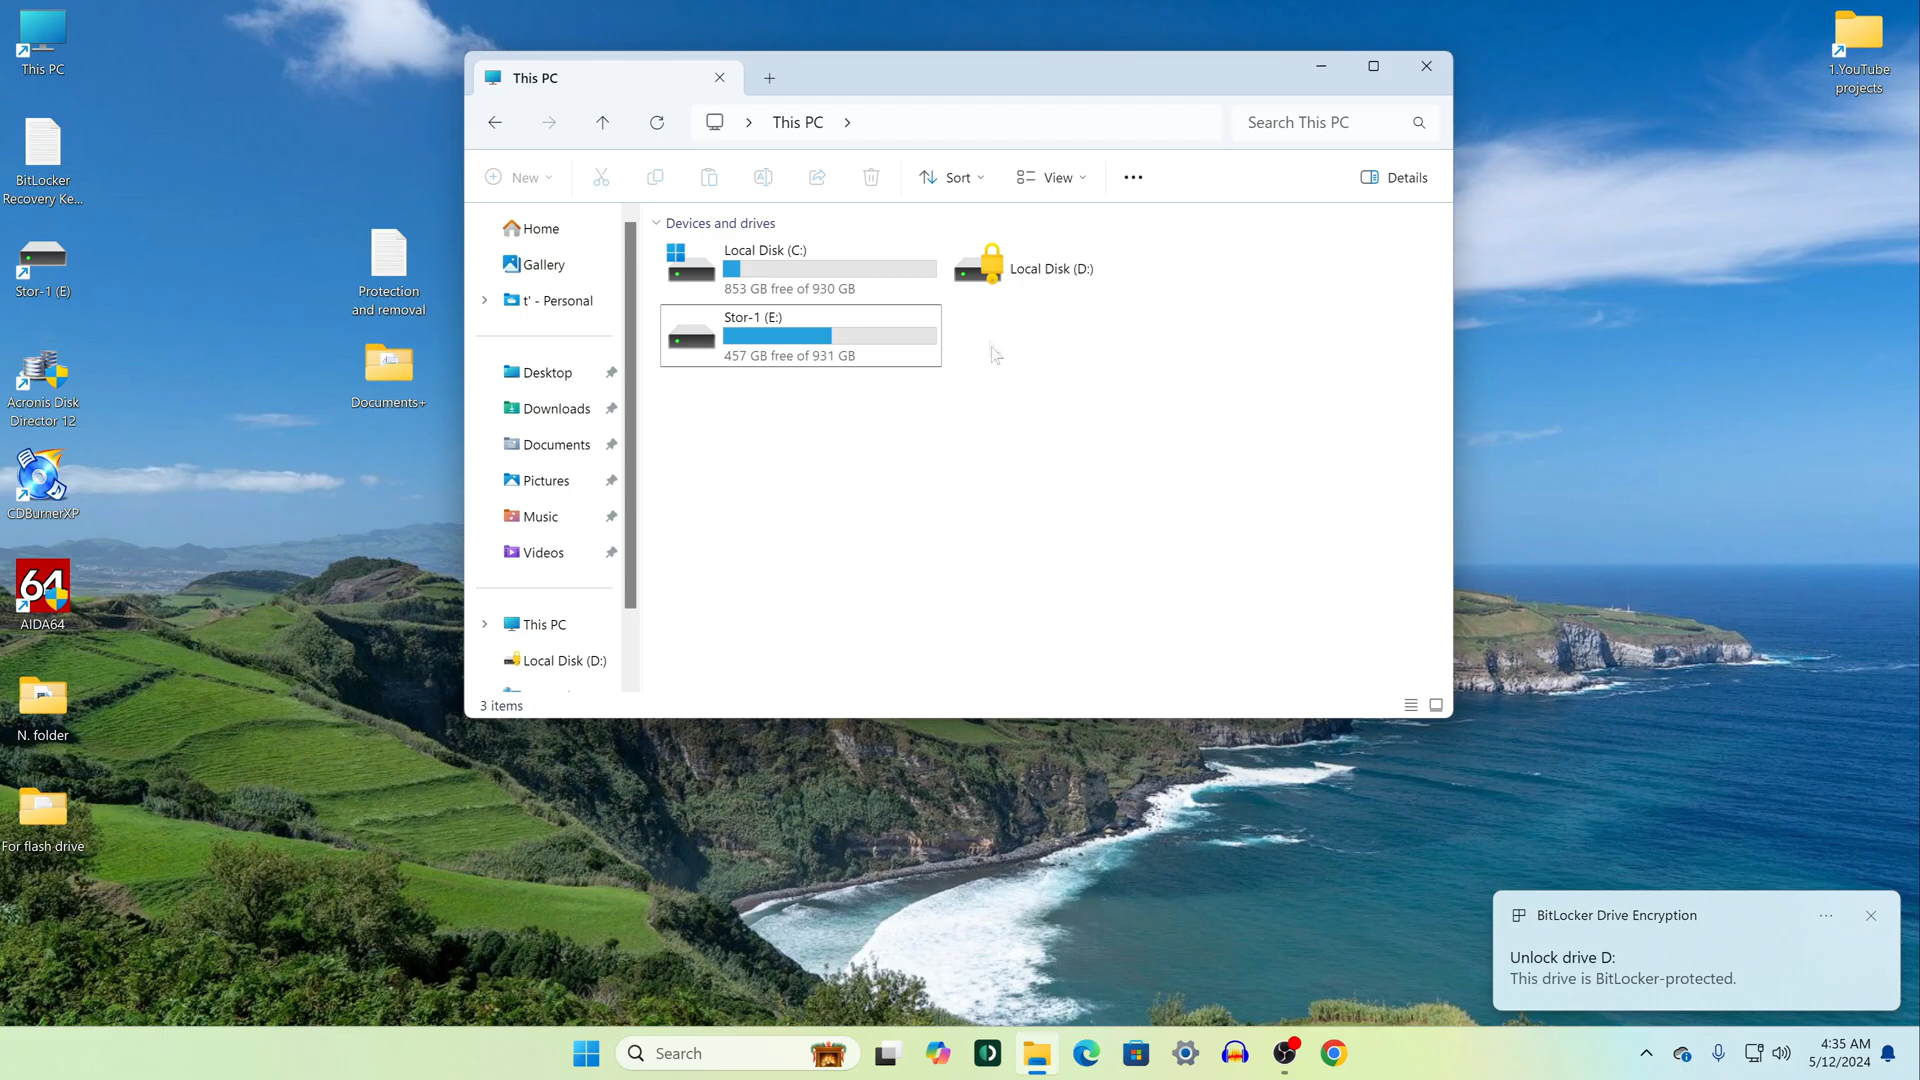 This PC
BitLocker
Recovery Ke...
Stor-1 (E)
Acronis Disk
Director 12
CDBurnerXP
64
AIDA64
N. folder
For flash drive
Protection
and removal
Documents+
1.YouTube
projects
This PC
This PC
Search This PC
New
Sort
View
Details
Home
Gallery
t' - Personal
Desktop
Downloads
Documents
Pictures
Music
Videos
This PC
Local Disk (D:)
Devices and drives
Local Disk (C:)
853 GB free of 930 GB
Local Disk (D:)
Stor-1 (E:)
457 GB free of 931 GB
3 items
BitLocker Drive Encryption
Unlock drive D:
This drive is BitLocker-protected.
Search
4:35 AM
5/12/2024